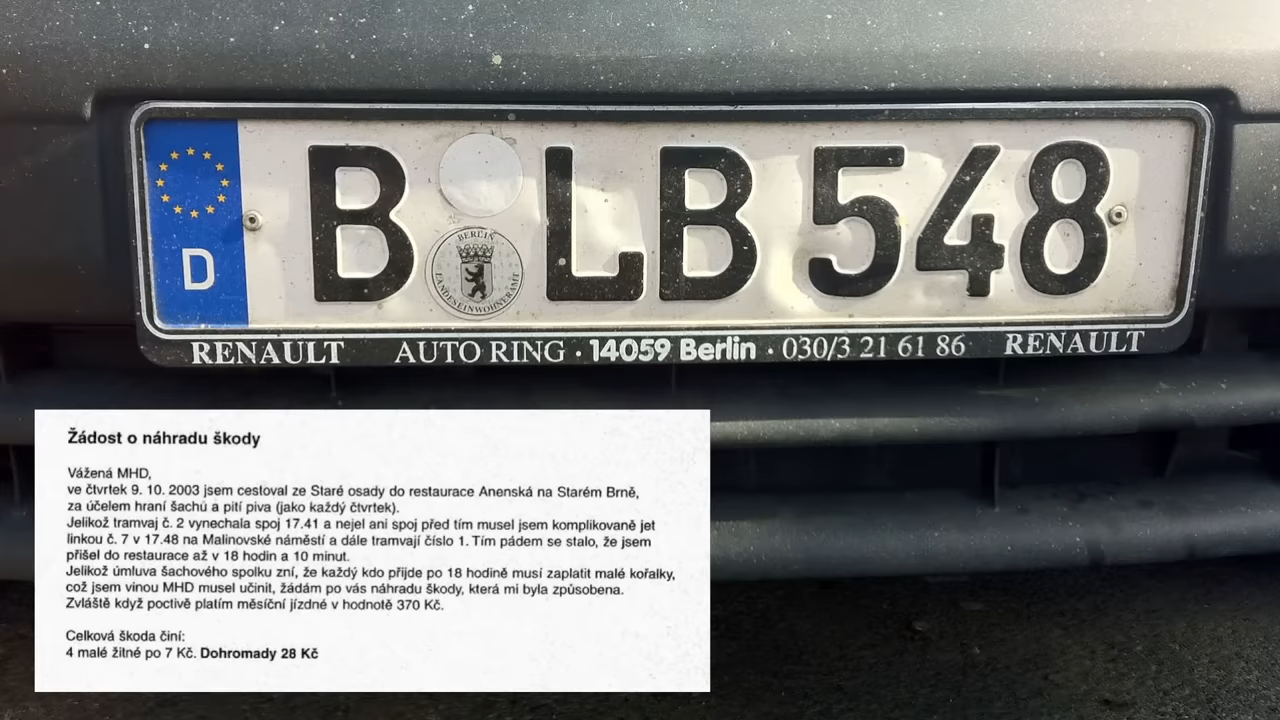 D B LB 548
BERLIN
LANDESEINWOHNERAMT
RENAULT AUTO RING · 14059 Berlin · 030/3 21 61 86 RENAULT
Žádost o náhradu škody
Vážená MHD,
ve čtvrtek 9. 10. 2003 jsem cestoval ze Staré osady do restaurace Anenská na Starém Brně,
za účelem hraní šachů a pití piva (jako každý čtvrtek).
Jelikož tramvaj č. 2 vynechala spoj 17.41 a nejel ani spoj před tím musel jsem komplikovaně jet
linkou č. 7 v 17.48 na Malinovské náměstí a dále tramvají číslo 1. Tím pádem se stalo, že jsem
přišel do restaurace až v 18 hodin a 10 minut.
Jelikož úmluva šachového spolku zní, že každý kdo přijde po 18 hodině musí zaplatit malé kořalky,
což jsem vinou MHD musel učinit, žádám po vás náhradu škody, která mi byla způsobena.
Zvláště když poctivě platím měsíční jízdné v hodnotě 370 Kč.
Celková škoda činí:
4 malé žitné po 7 Kč. Dohromady 28 Kč